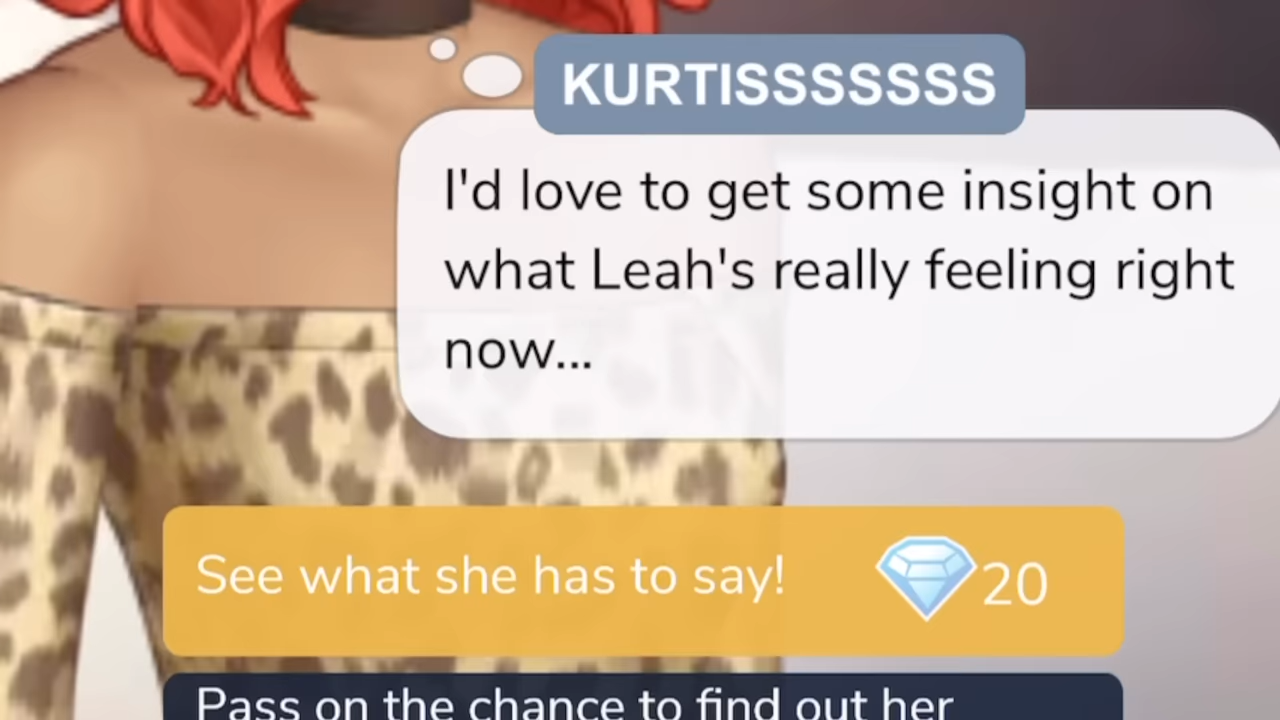 KURTISSSSSSS
I'd love to get some insight on
what Leah's really feeling right
now...
See what she has to say!
20
Pass on the chance to find out her